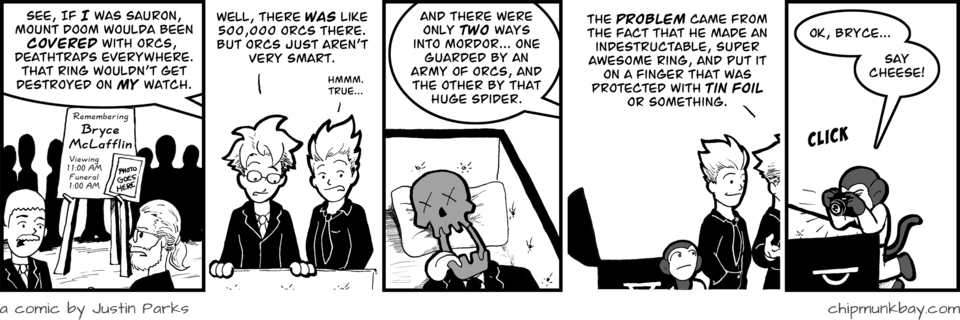 SEE, IF I WAS SAURON,
MOUNT DOOM WOULDA BEEN
COVERED WITH ORCS,
DEATHTRAPS EVERYWHERE.
THAT RING WOULDN'T GET
DESTROYED ON MY WATCH.
Remembering
Bryce
McLafflin
Viewing
11:00 AM
Funeral
1:00 AM
PHOTO
GOES
HERE
WELL, THERE WAS LIKE
500,000 ORCS THERE.
BUT ORCS JUST AREN'T
VERY SMART.
HMMM.
TRUE...
AND THERE WERE
ONLY TWO WAYS
INTO MORDOR... ONE
GUARDED BY AN
ARMY OF ORCS, AND
THE OTHER BY THAT
HUGE SPIDER.
THE PROBLEM CAME FROM
THE FACT THAT HE MADE AN
INDESTRUCTABLE, SUPER
AWESOME RING, AND PUT IT
ON A FINGER THAT WAS
PROTECTED WITH TIN FOIL
OR SOMETHING.
OK, BRYCE...
SAY
CHEESE!
CLICK
a comic by Justin Parks
chipmunkbay.com